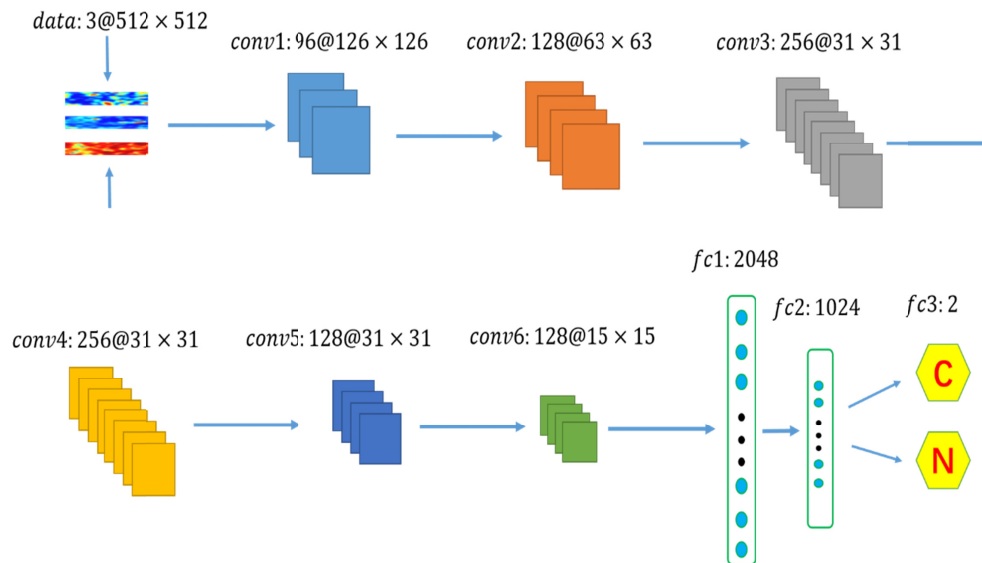 data: 3@512 × 512
conv1: 96@126 × 126
conv2: 128@63 × 63
conv3: 256@31 × 31
fc1: 2048
fc2: 1024
fc3: 2
conv4: 256@31 × 31
conv5: 128@31 × 31
conv6: 128@15 × 15
C
N